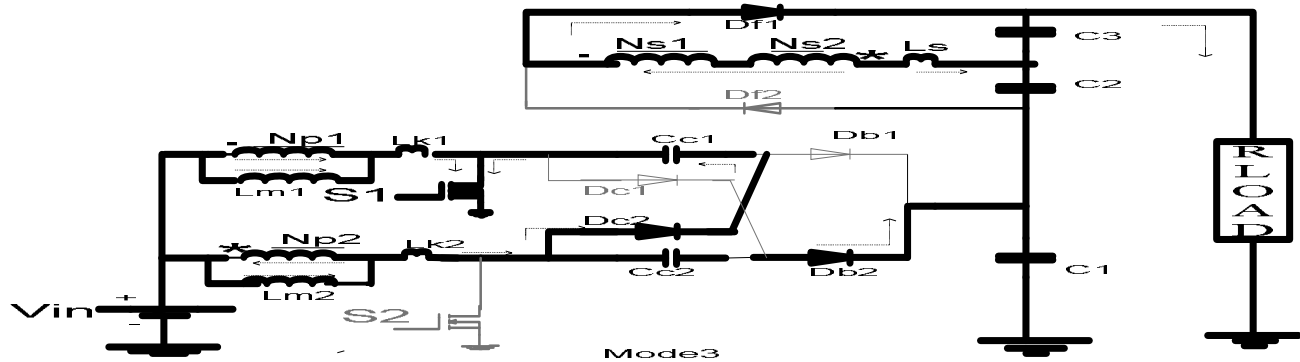 Df1
C3
Ns1
Ns2
*
Ls
-
C2
Df2
Np1
Lk1
Cc1
Db1
-
Lm1
S1
Dc1
RLOAD
Dc2
*
Np2
Lk2
Cc2
Db2
C1
Lm2
+
Vin
-
S2
Mode3